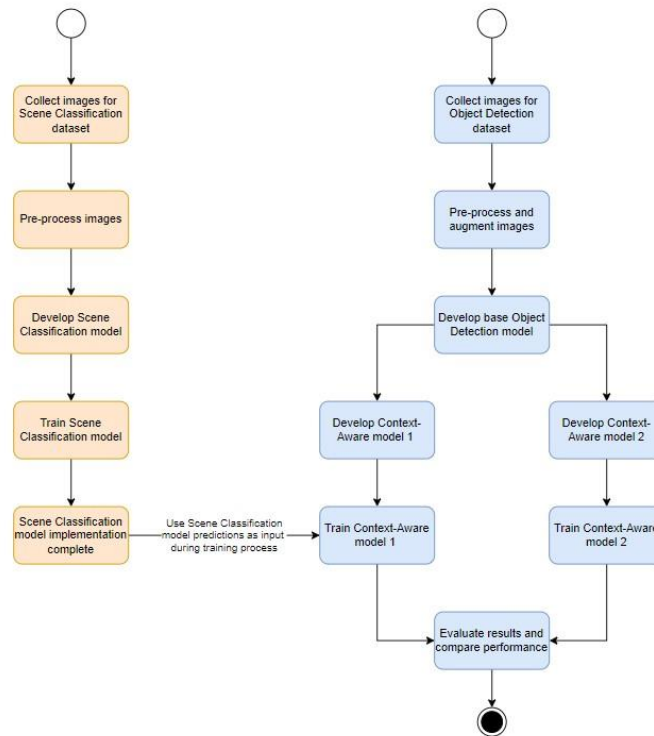 Collect images for
Scene Classification
dataset
Pre-process images
Develop Scene
Classification model
Train Scene
Classification model
Scene Classification
model implementation
complete
Use Scene Classification
model predictions as input
during training process
Collect images for
Object Detection
dataset
Pre-process and
augment images
Develop base Object
Detection model
Develop Context-
Aware model 1
Develop Context-
Aware model 2
Train Context-Aware
model 1
Train Context-Aware
model 2
Evaluate results and
compare performance